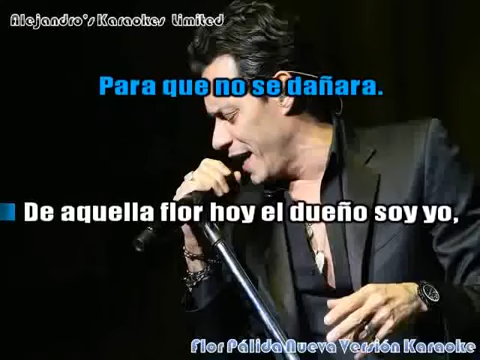 Alejandro's Karaokes Limited
Para que no se dañara.
De aquella flor hoy el dueño soy yo,
Flor Pálida Nueva Versión Karaoke